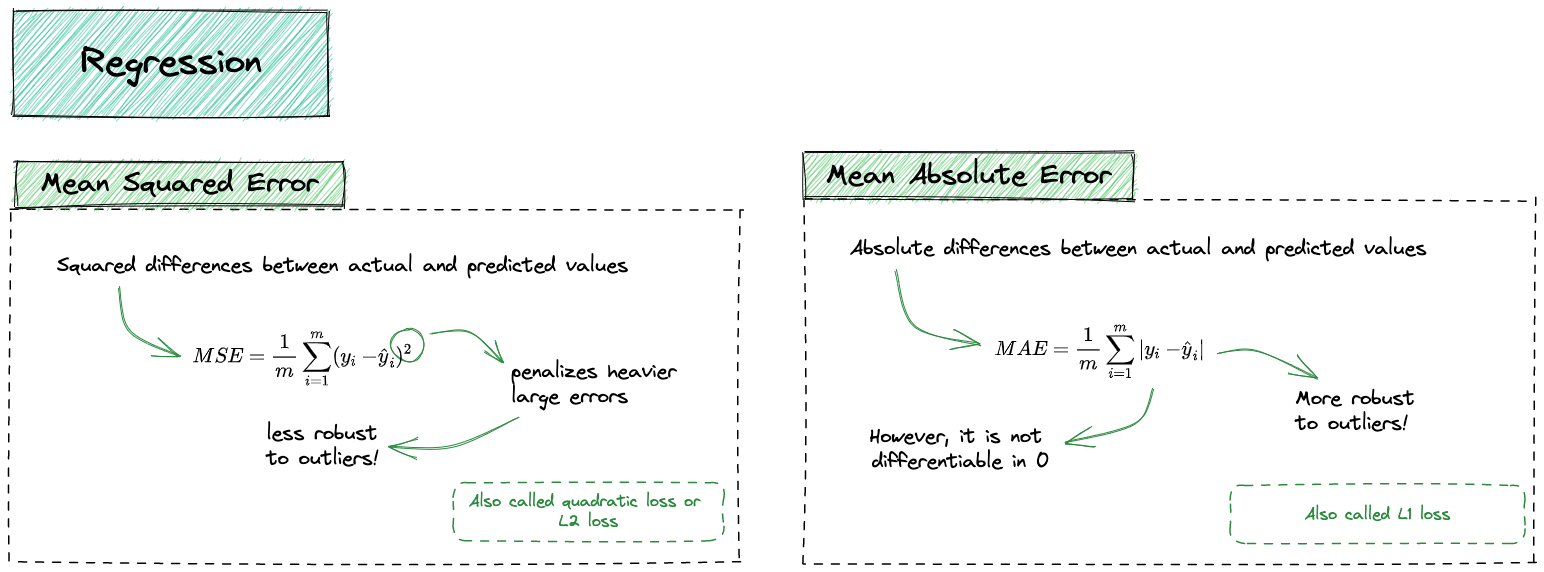 Regression
Mean Squared Error
Squared differences between actual and predicted values
MSE = \frac{1}{m} \sum_{i=1}^{m} (y_i - \hat{y}_i)^2
penalizes heavier
large errors
less robust
to outliers!
Also called quadratic loss or
L2 loss
Mean Absolute Error
Absolute differences between actual and predicted values
MAE = \frac{1}{m} \sum_{i=1}^{m} |y_i - \hat{y}_i|
More robust
to outliers!
However, it is not
differentiable in 0
Also called L1 loss